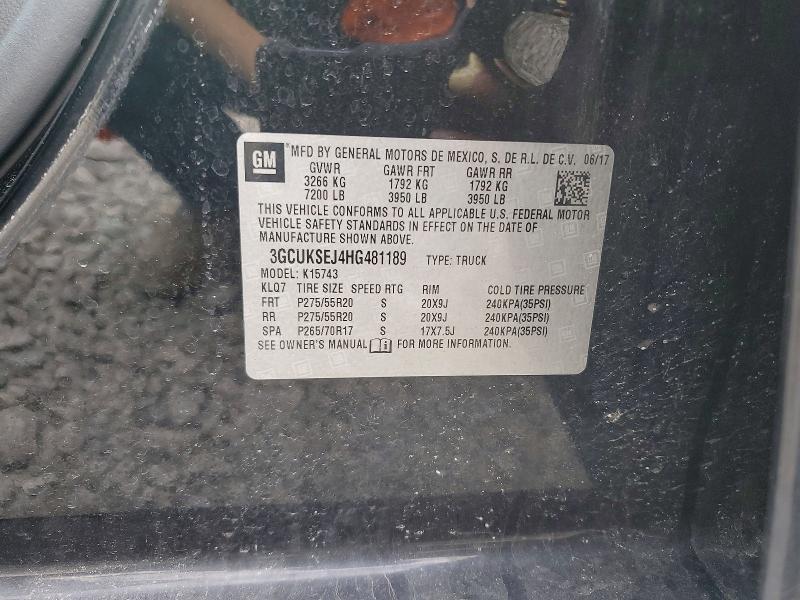 GM MFD BY GENERAL MOTORS DE MEXICO, S. DE R.L. DE C.V. 06/17
GVWR GAWR FRT GAWR RR
3266 KG 1792 KG 1792 KG
7200 LB 3950 LB 3950 LB
THIS VEHICLE CONFORMS TO ALL APPLICABLE U.S. FEDERAL MOTOR
VEHICLE SAFETY STANDARDS IN EFFECT ON THE DATE OF
MANUFACTURE SHOWN ABOVE.
3GCUKSEJ4HG481189 TYPE: TRUCK
MODEL: K15743
KLQ7 TIRE SIZE SPEED RTG RIM COLD TIRE PRESSURE
FRT P275/55R20 S 20X9J 240KPA(35PSI)
RR P275/55R20 S 20X9J 240KPA(35PSI)
SPA P265/70R17 S 17X7.5J 240KPA(35PSI)
SEE OWNER'S MANUAL FOR MORE INFORMATION.